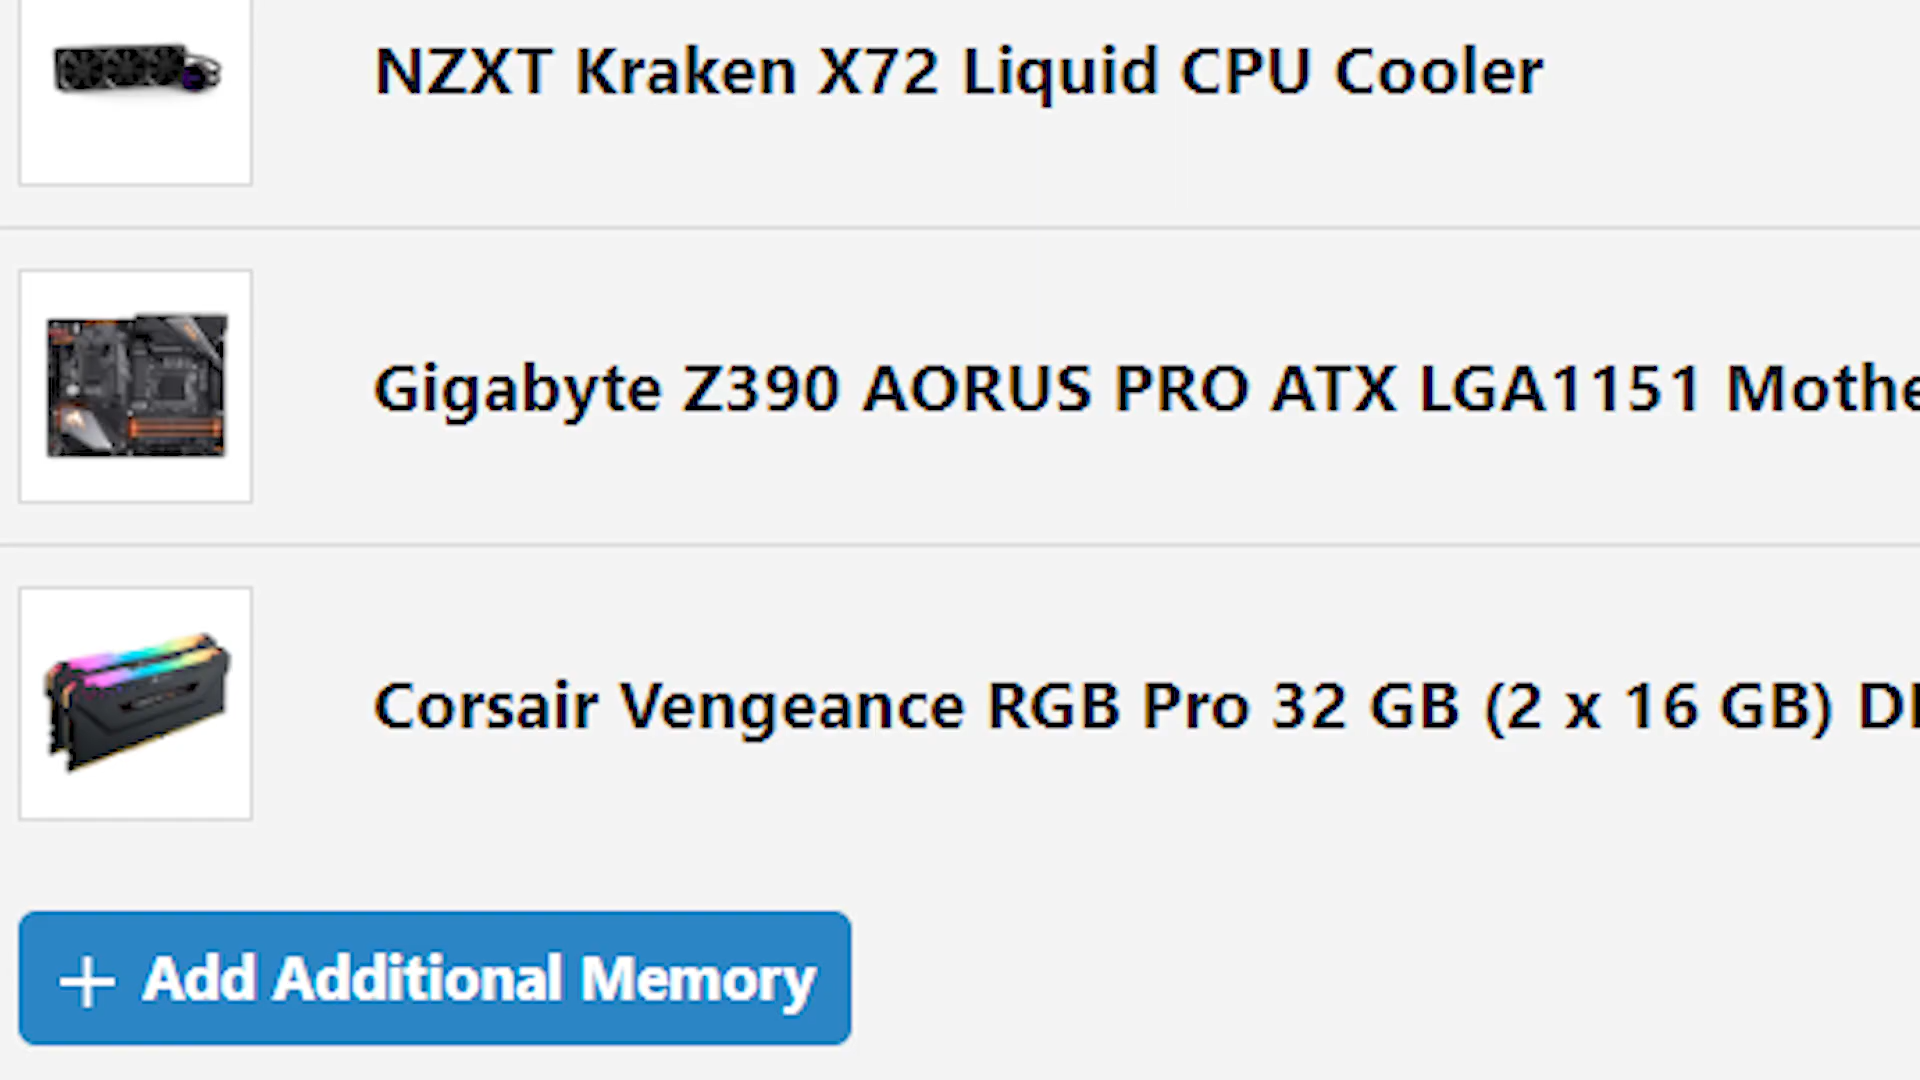 NZXT Kraken X72 Liquid CPU Cooler
Gigabyte Z390 AORUS PRO ATX LGA1151 Mothe
Corsair Vengeance RGB Pro 32 GB (2 x 16 GB)
+ Add Additional Memory